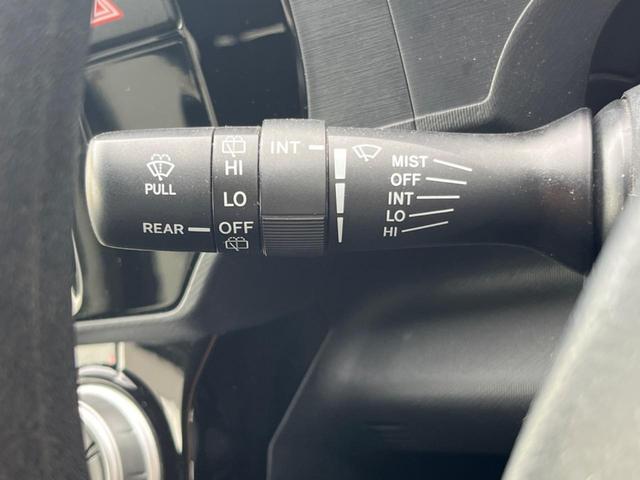 PULL
REAR
HI
LO
OFF
INT
MIST
OFF
INT
LO
HI